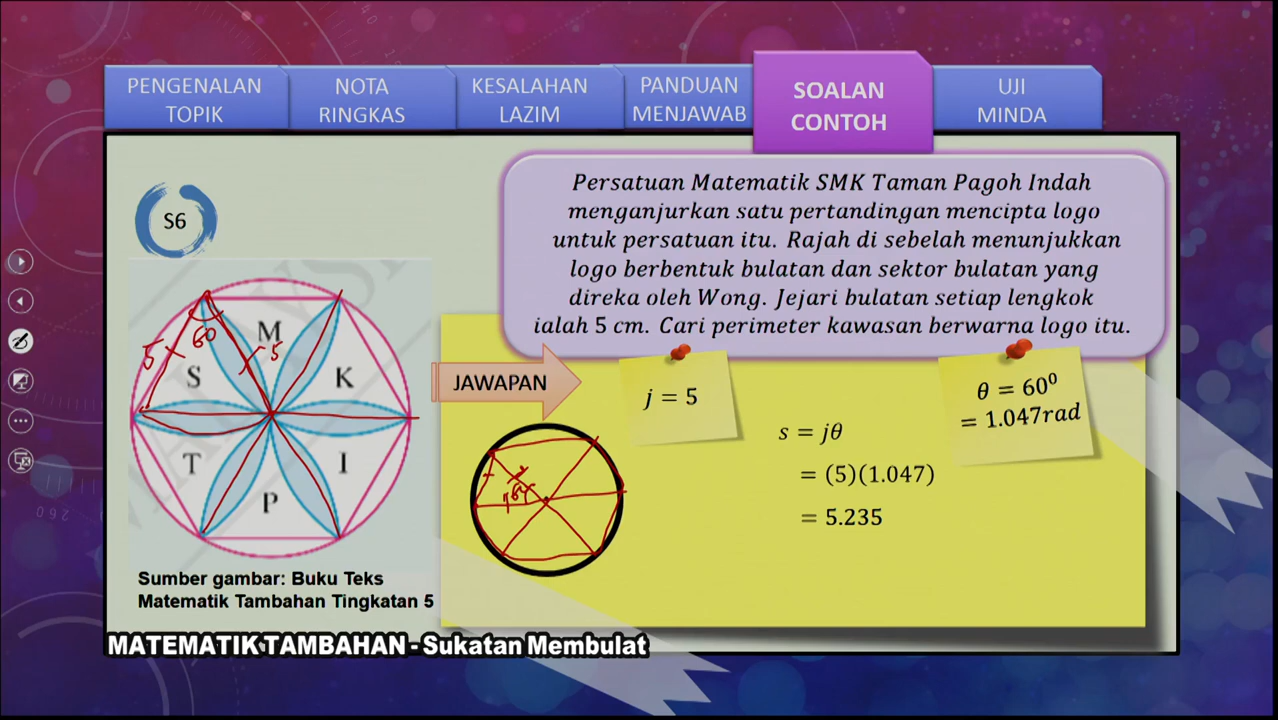 PENGENALAN
TOPIK
NOTA
RINGKAS
KESALAHAN
LAZIM
PANDUAN
MENJAWAB
SOALAN
CONTOH
UJI
MINDA
S6
Persatuan Matematik SMK Taman Pagoh Indah
menganjurkan satu pertandingan mencipta logo
untuk persatuan itu. Rajah di sebelah menunjukkan
logo berbentuk bulatan dan sektor bulatan yang
direka oleh Wong. Jejari bulatan setiap lengkok
ialah 5 cm. Cari perimeter kawasan berwarna logo itu.
M
60
5
5
S
K
T
I
P
JAWAPAN
j = 5
θ = 60⁰
= 1.047rad
s = jθ
= (5)(1.047)
= 5.235
Sumber gambar: Buku Teks
Matematik Tambahan Tingkatan 5
MATEMATIK TAMBAHAN - Sukatan Membulat